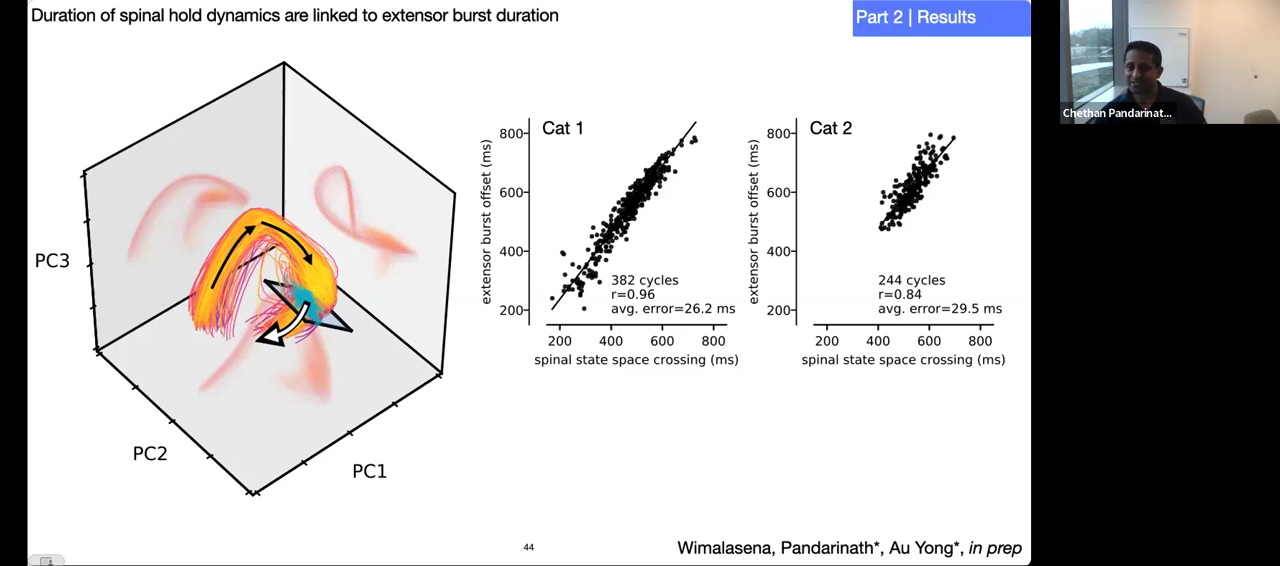 Duration of spinal hold dynamics are linked to extensor burst duration
Part 2 | Results
Chethan Pandarinat...
PC3
PC2
PC1
Cat 1
extensor burst offset (ms)
800
600
400
200
382 cycles
r=0.96
avg. error=26.2 ms
200 400 600 800
spinal state space crossing (ms)
Cat 2
extensor burst offset (ms)
800
600
400
200
244 cycles
r=0.84
avg. error=29.5 ms
200 400 600 800
spinal state space crossing (ms)
44
Wimalasena, Pandarinath*, Au Yong*, in prep